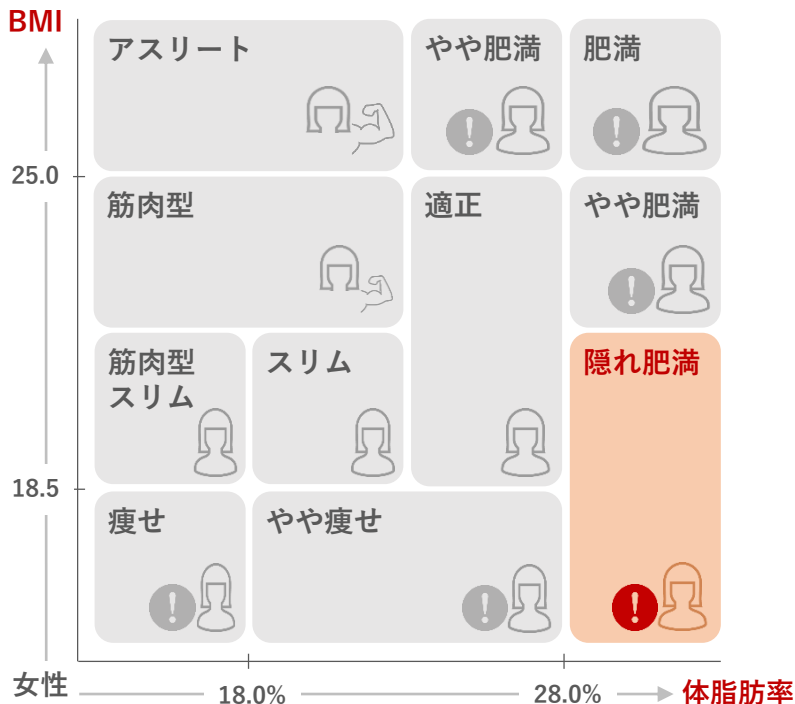 BMI
アスリート
やや肥満
肥満
25.0
筋肉型
適正
やや肥満
筋肉型
スリム
スリム
隠れ肥満
18.5
痩せ
やや痩せ
女性
18.0%
28.0%
体脂肪率